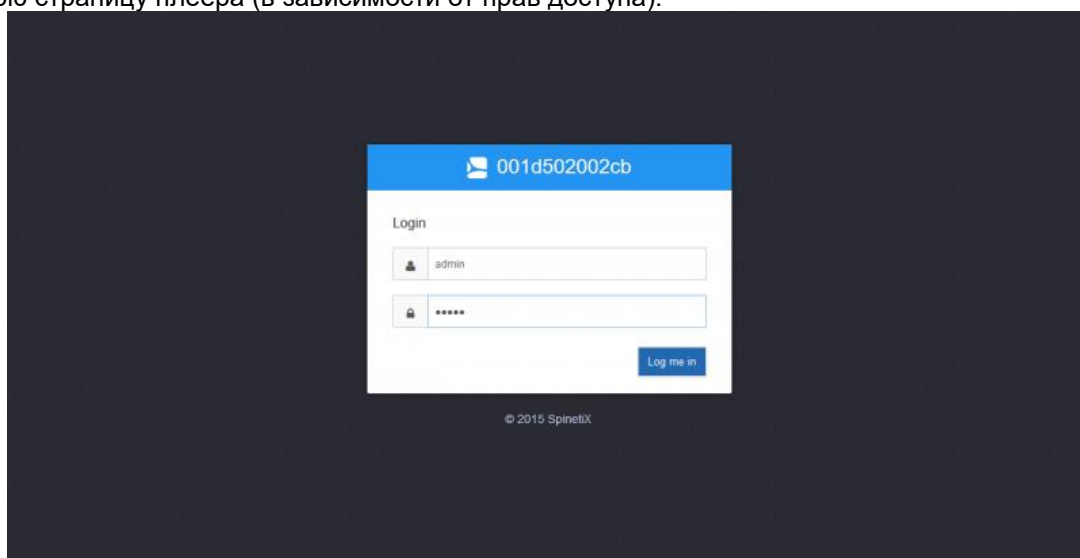 страницу плеера (в зависимости от прав доступа).
001d502002cb
Login
admin
•••••
Log me in
© 2015 SpinetiX